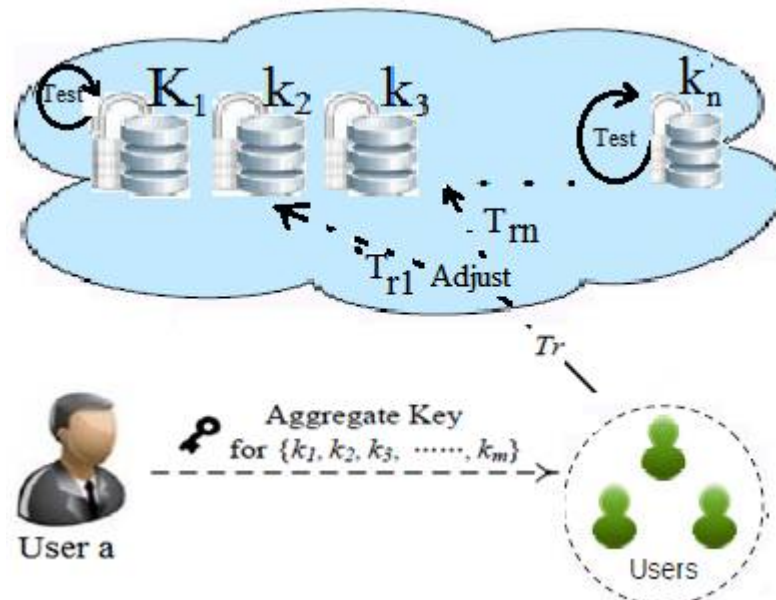 Test K1 k2 k3 kn
Test
Trn
Tr1 Adjust
Tr
Aggregate Key
for {k1, k2, k3, ······, km}
User a
Users